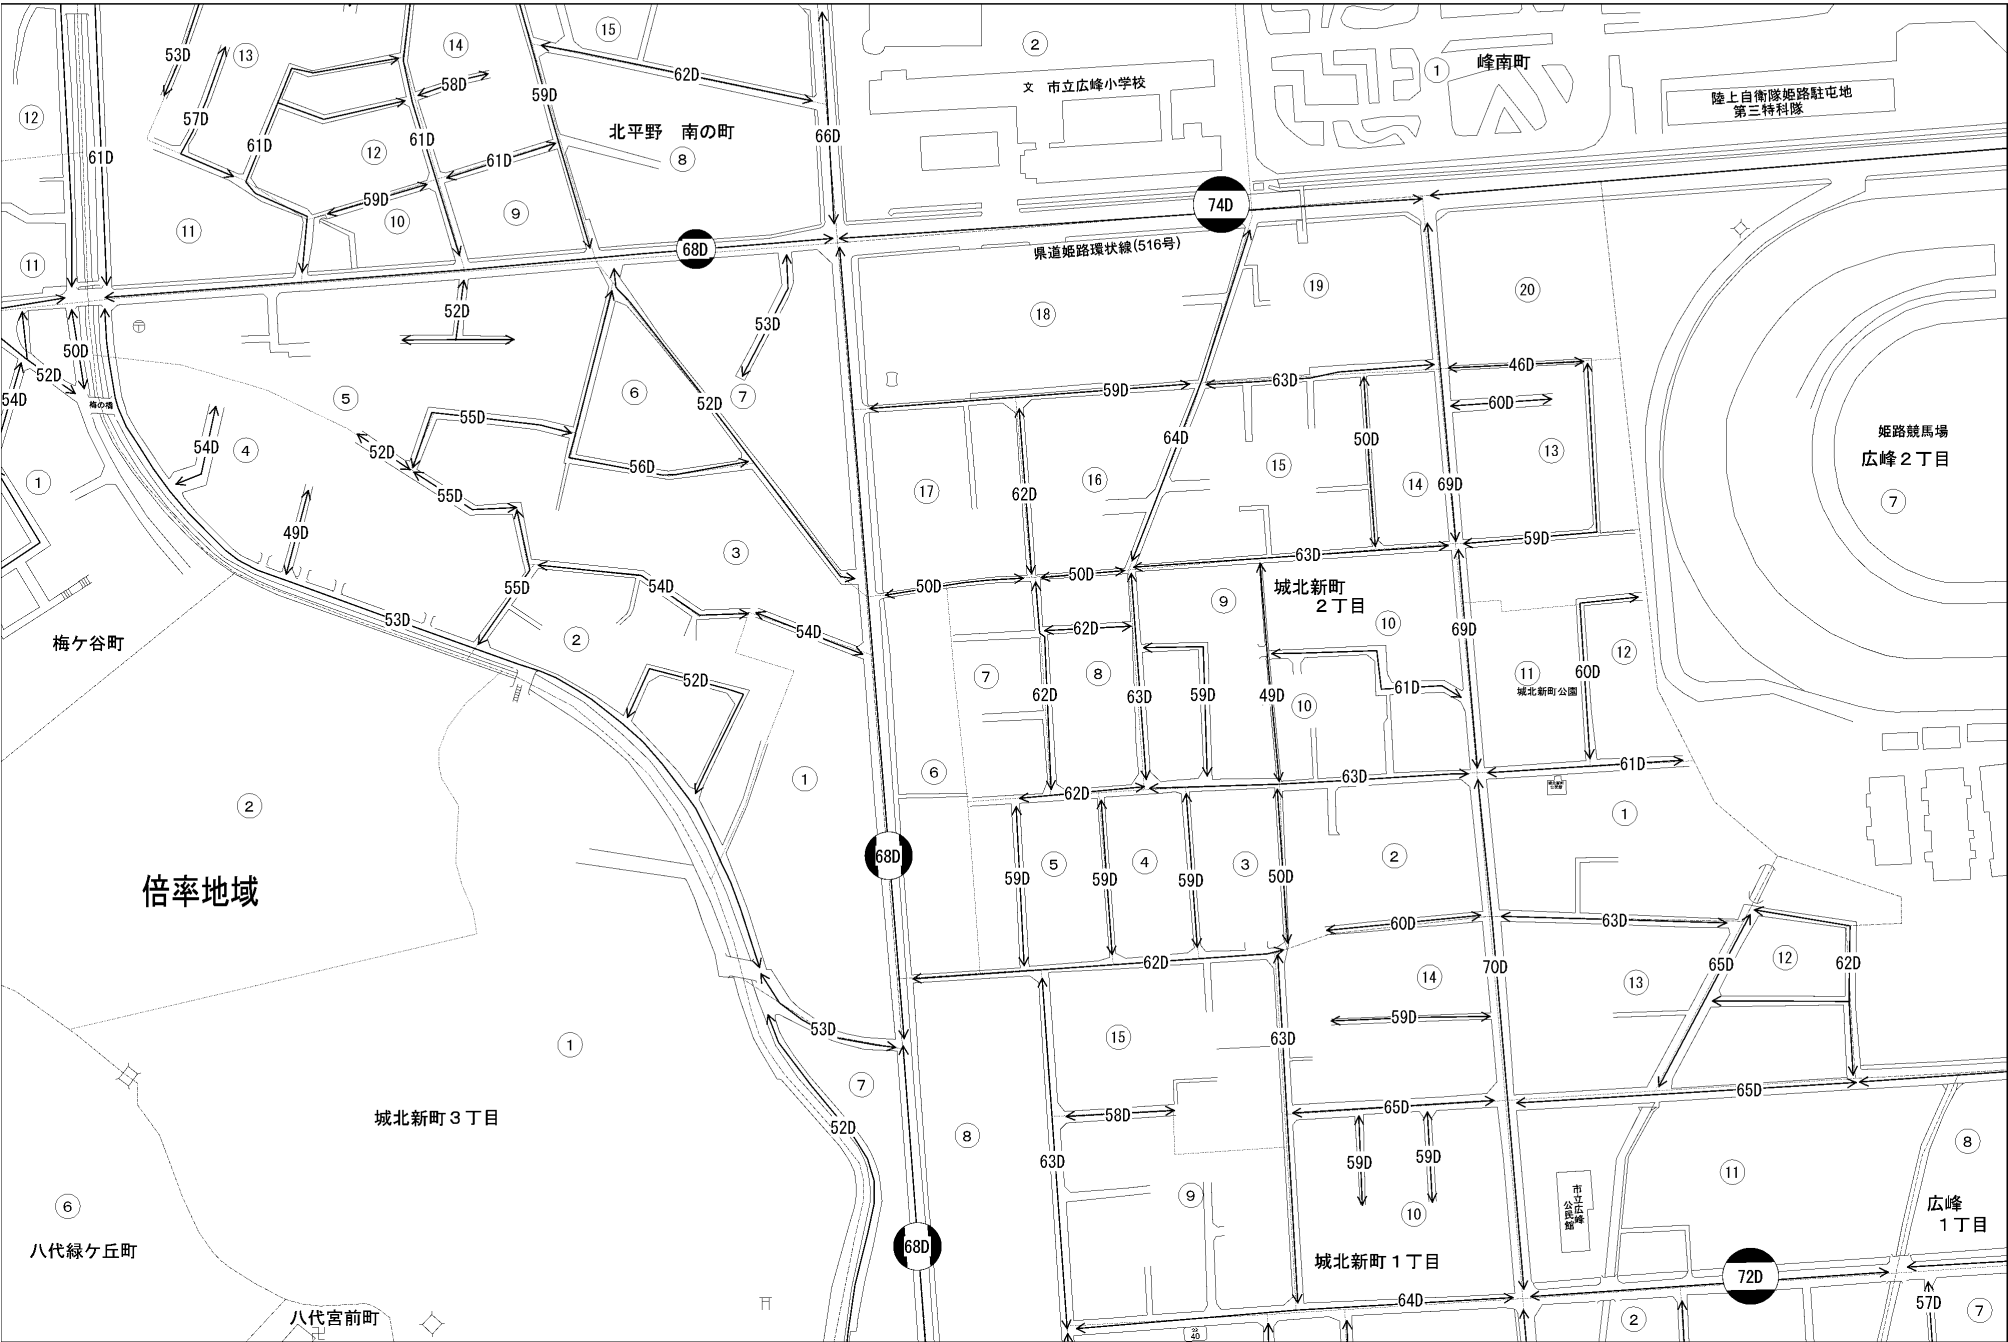 15
2
53D
13
14
62D
峰南町
1
58D
文 市立広峰小学校
59D
陸上自衛隊姫路駐屯地
第三特科隊
12
57D
北平野 南の町
66D
61D
61D
61D
12
61D
8
59D
74D
11
10
9
68D
県道姫路環状線(516号)
11
19
20
18
52D
53D
50D
52D
46D
63D
59D
54D
梅の橋
5
6
7
52D
60D
55D
姫路競馬場
広峰2丁目
64D
50D
54D
4
52D
13
56D
15
1
16
14
69D
17
62D
55D
7
49D
3
59D
63D
50D
50D
54D
55D
城北新町
2丁目
9
53D
10
62D
69D
54D
2
梅ケ谷町
12
7
8
11
60D
52D
61D
城北新町公園
62D
63D
59D
49D
10
1
6
63D
61D
62D
2
1
68D
5
4
3
2
59D
59D
59D
50D
倍率地域
60D
63D
62D
70D
65D
12
62D
14
13
59D
53D
15
63D
1
7
65D
65D
城北新町3丁目
58D
52D
8
8
63D
59D
59D
11
9
6
市立広峰
公民館
広峰
1丁目
10
68D
八代緑ケ丘町
城北新町1丁目
72D
64D
57D
八代宮前町
2
7
40